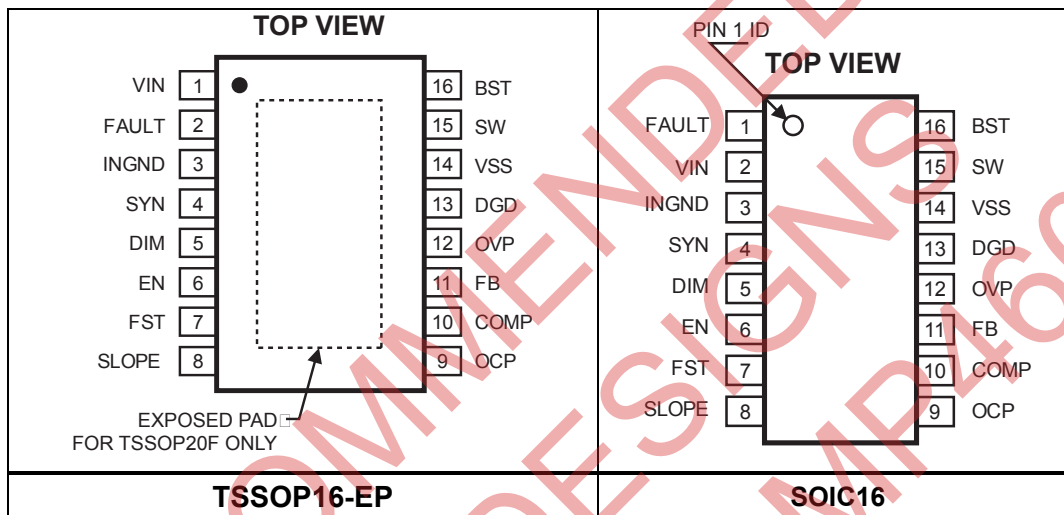 TOP VIEW
VIN 1
FAULT 2
INGND 3
SYN 4
DIM 5
EN 6
FST 7
SLOPE 8
16 BST
15 SW
14 VSS
13 DGD
12 OVP
11 FB
10 COMP
9 OCP
EXPOSED PAD
FOR TSSOP20F ONLY
TSSOP16-EP
PIN 1 ID
TOP VIEW
FAULT 1
VIN 2
INGND 3
SYN 4
DIM 5
EN 6
FST 7
SLOPE 8
16 BST
15 SW
14 VSS
13 DGD
12 OVP
11 FB
10 COMP
9 OCP
SOIC16
OMMENDED
DESIGNS
MP460